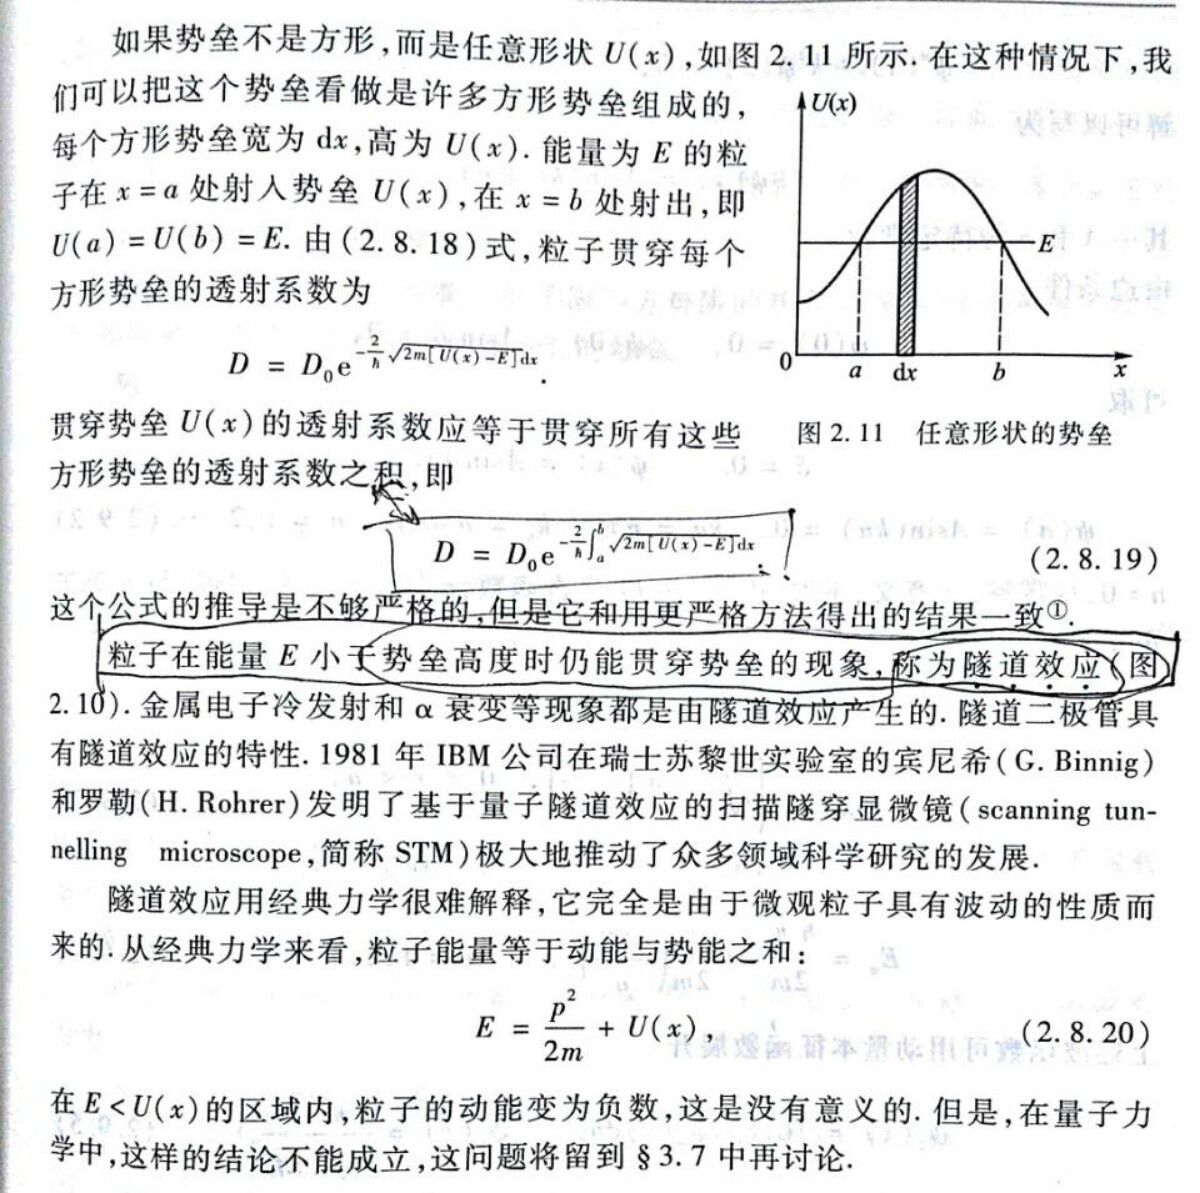 如果势垒不是方形,而是任意形状 U(x),如图 2.11 所示. 在这种情况下,我
们可以把这个势垒看做是许多方形势垒组成的,
每个方形势垒宽为 dx,高为 U(x). 能量为 E 的粒
子在 x = a 处射入势垒 U(x),在 x = b 处射出,即
U(a) = U(b) = E. 由(2.8.18)式,粒子贯穿每个
方形势垒的透射系数为
D = D₀e^{-\frac{2}{ħ}\sqrt{2m[U(x)-E]}dx}.
贯穿势垒 U(x)的透射系数应等于贯穿所有这些
方形势垒的透射系数之积,即
U(x)
E
0
a
dx
b
x
图 2.11 任意形状的势垒
D = D₀e^{-\frac{2}{ħ}\int_a^b\sqrt{2m[U(x)-E]}dx} (2.8.19)
这个公式的推导是不够严格的,但是它和用更严格方法得出的结果一致①.
粒子在能量 E 小于势垒高度时仍能贯穿势垒的现象,称为隧道效应(图
2.10). 金属电子冷发射和 α 衰变等现象都是由隧道效应产生的. 隧道二极管具
有隧道效应的特性. 1981 年 IBM 公司在瑞士苏黎世实验室的宾尼希(G. Binnig)
和罗勒(H. Rohrer)发明了基于量子隧道效应的扫描隧穿显微镜(scanning tun-
nelling microscope,简称 STM)极大地推动了众多领域科学研究的发展.
隧道效应用经典力学很难解释,它完全是由于微观粒子具有波动的性质而
来的. 从经典力学来看,粒子能量等于动能与势能之和:
E = \frac{p^2}{2m} + U(x), (2.8.20)
在 E<U(x)的区域内,粒子的动能变为负数,这是没有意义的. 但是,在量子力
学中,这样的结论不能成立,这问题将留到 §3.7 中再讨论.